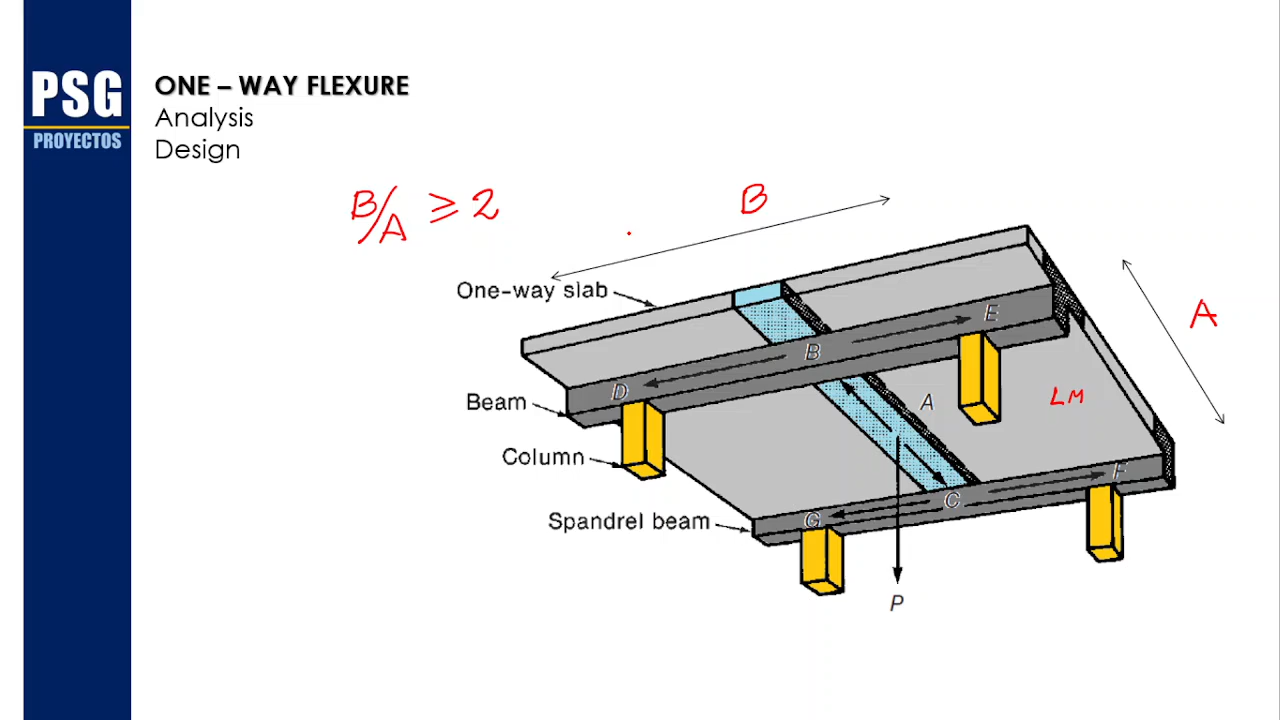 PSG
PROYECTOS
ONE – WAY FLEXURE
Analysis
Design
B/A ≥ 2
B
A
One-way slab
E
B
D
Beam
A
LM
Column
F
C
G
Spandrel beam
P